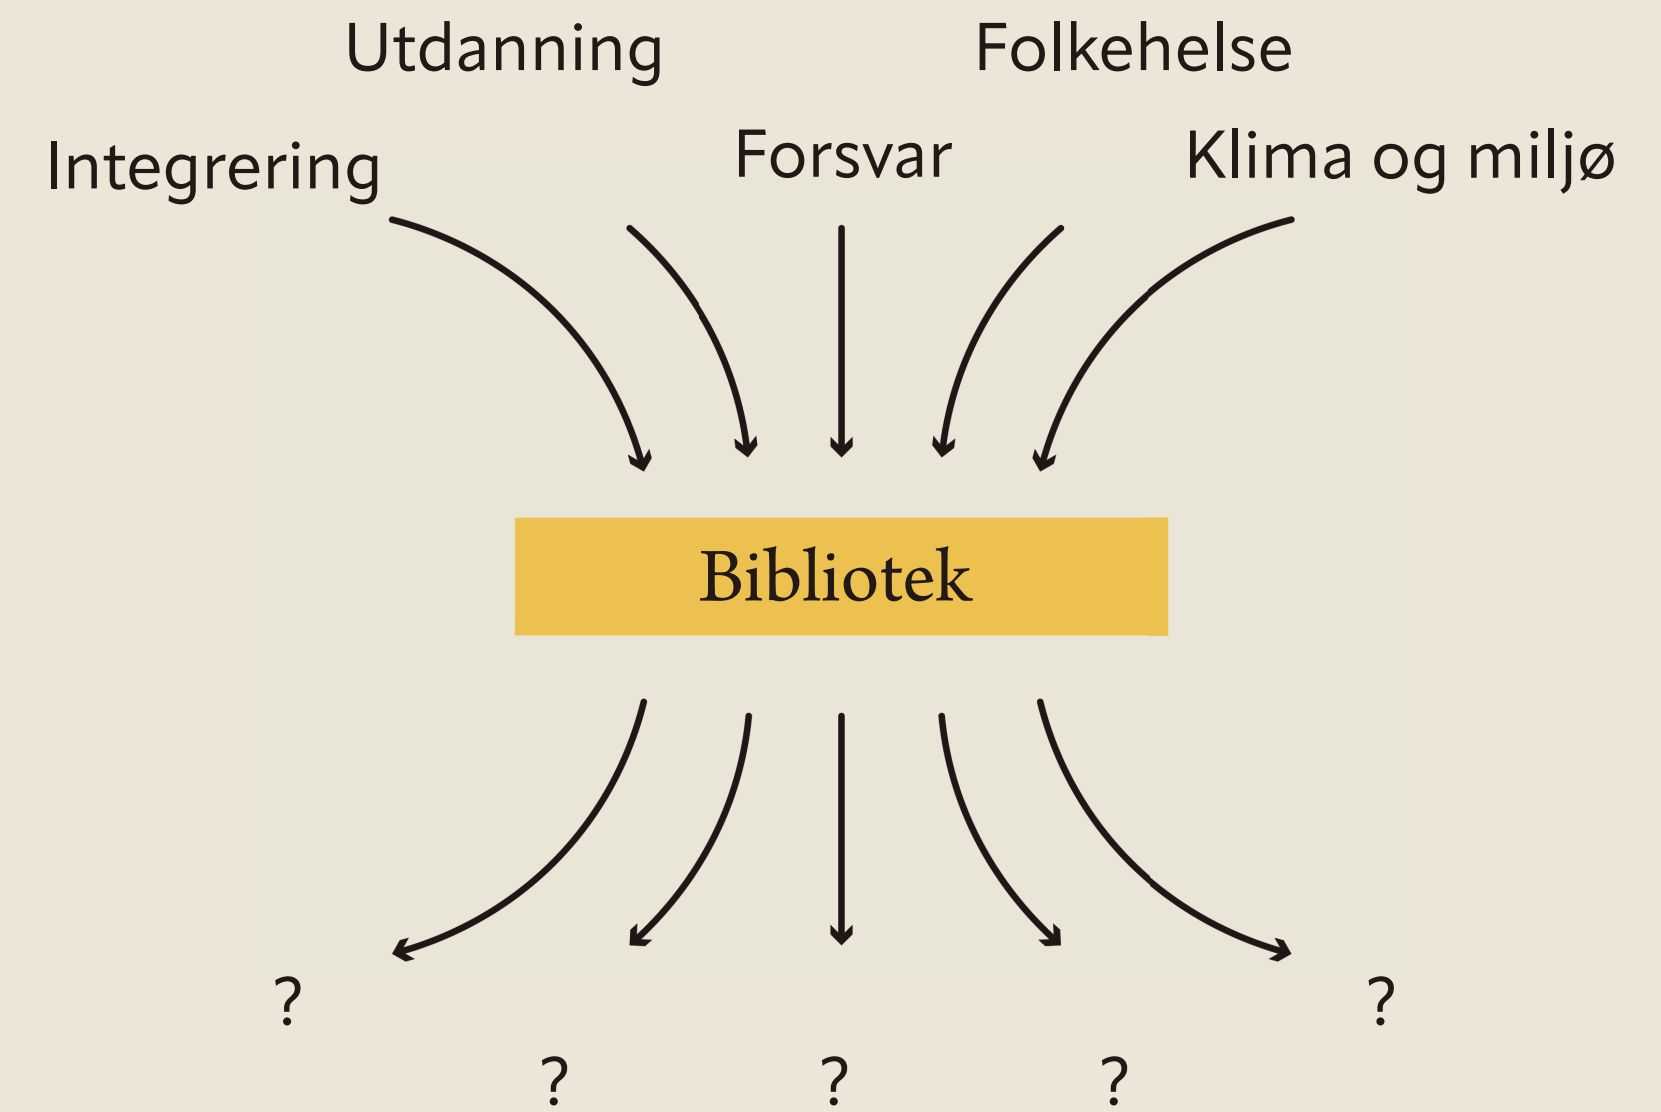 Utdanning
Folkehelse
Integrering
Forsvar
Klima og miljø
Bibliotek
?
?
?
?
?